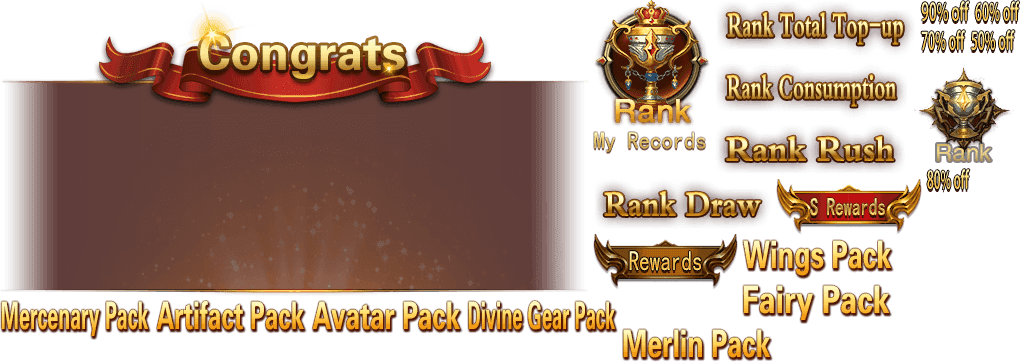 Congrats
Mercenary Pack
Artifact Pack
Avatar Pack
Divine Gear Pack
Rank
My Records
Rank Total Top-up
Rank Consumption
Rank Rush
Rank Draw
S Rewards
Rewards
Wings Pack
Fairy Pack
Merlin Pack
90% off 60% off
70% off 50% off
Rank
80% off